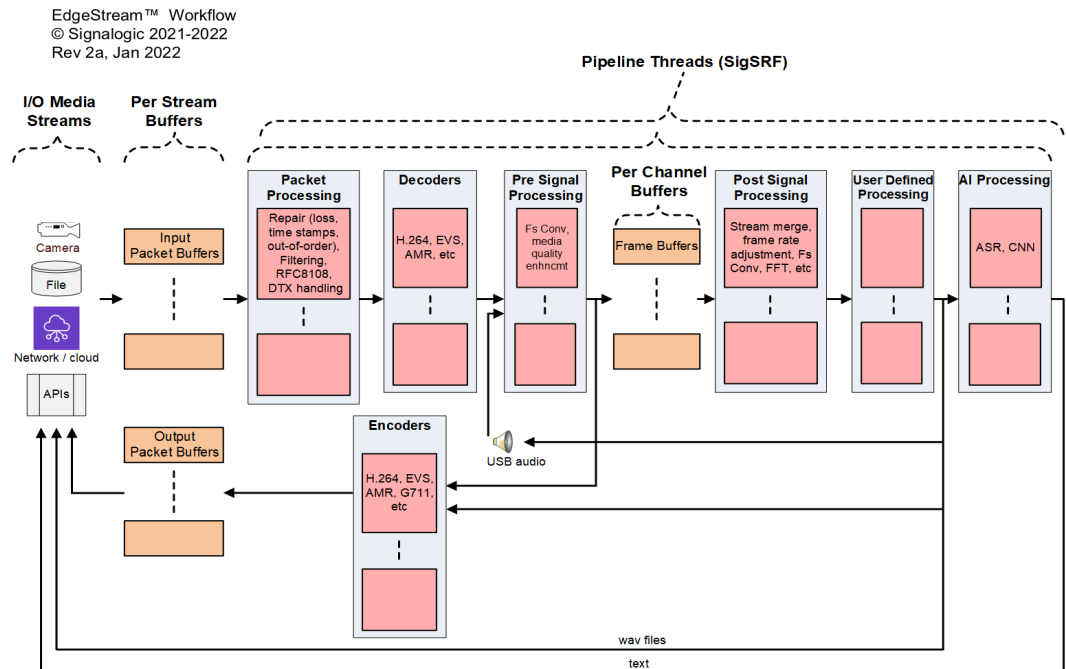 EdgeStream™ Workflow
© Signalogic 2021-2022
Rev 2a, Jan 2022
Pipeline Threads (SigSRF)
I/O Media
Streams
Per Stream
Buffers
Packet
Processing
Decoders
Pre Signal
Processing
Per Channel
Buffers
Post Signal
Processing
User Defined
Processing
AI Processing
Camera
File
Network / cloud
APIs
Input
Packet Buffers
Repair (loss,
time stamps,
out-of-order),
Filtering,
RFC8108,
DTX handling
H.264, EVS,
AMR, etc
Fs Conv,
media
quality
enhncmt
Frame Buffers
Stream merge,
frame rate
adjustment, Fs
Conv, FFT, etc
ASR, CNN
Output
Packet Buffers
Encoders
H.264, EVS,
AMR, G711,
etc
USB audio
wav files
text